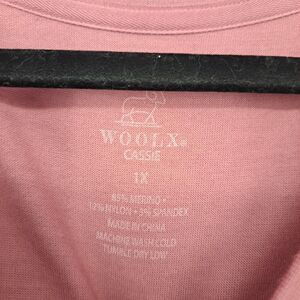 WOOLX®
CASSIE
1X
85% MERINO •
12% NYLON • 3% SPANDEX
MADE IN CHINA
MACHINE WASH COLD
TUMBLE DRY LOW